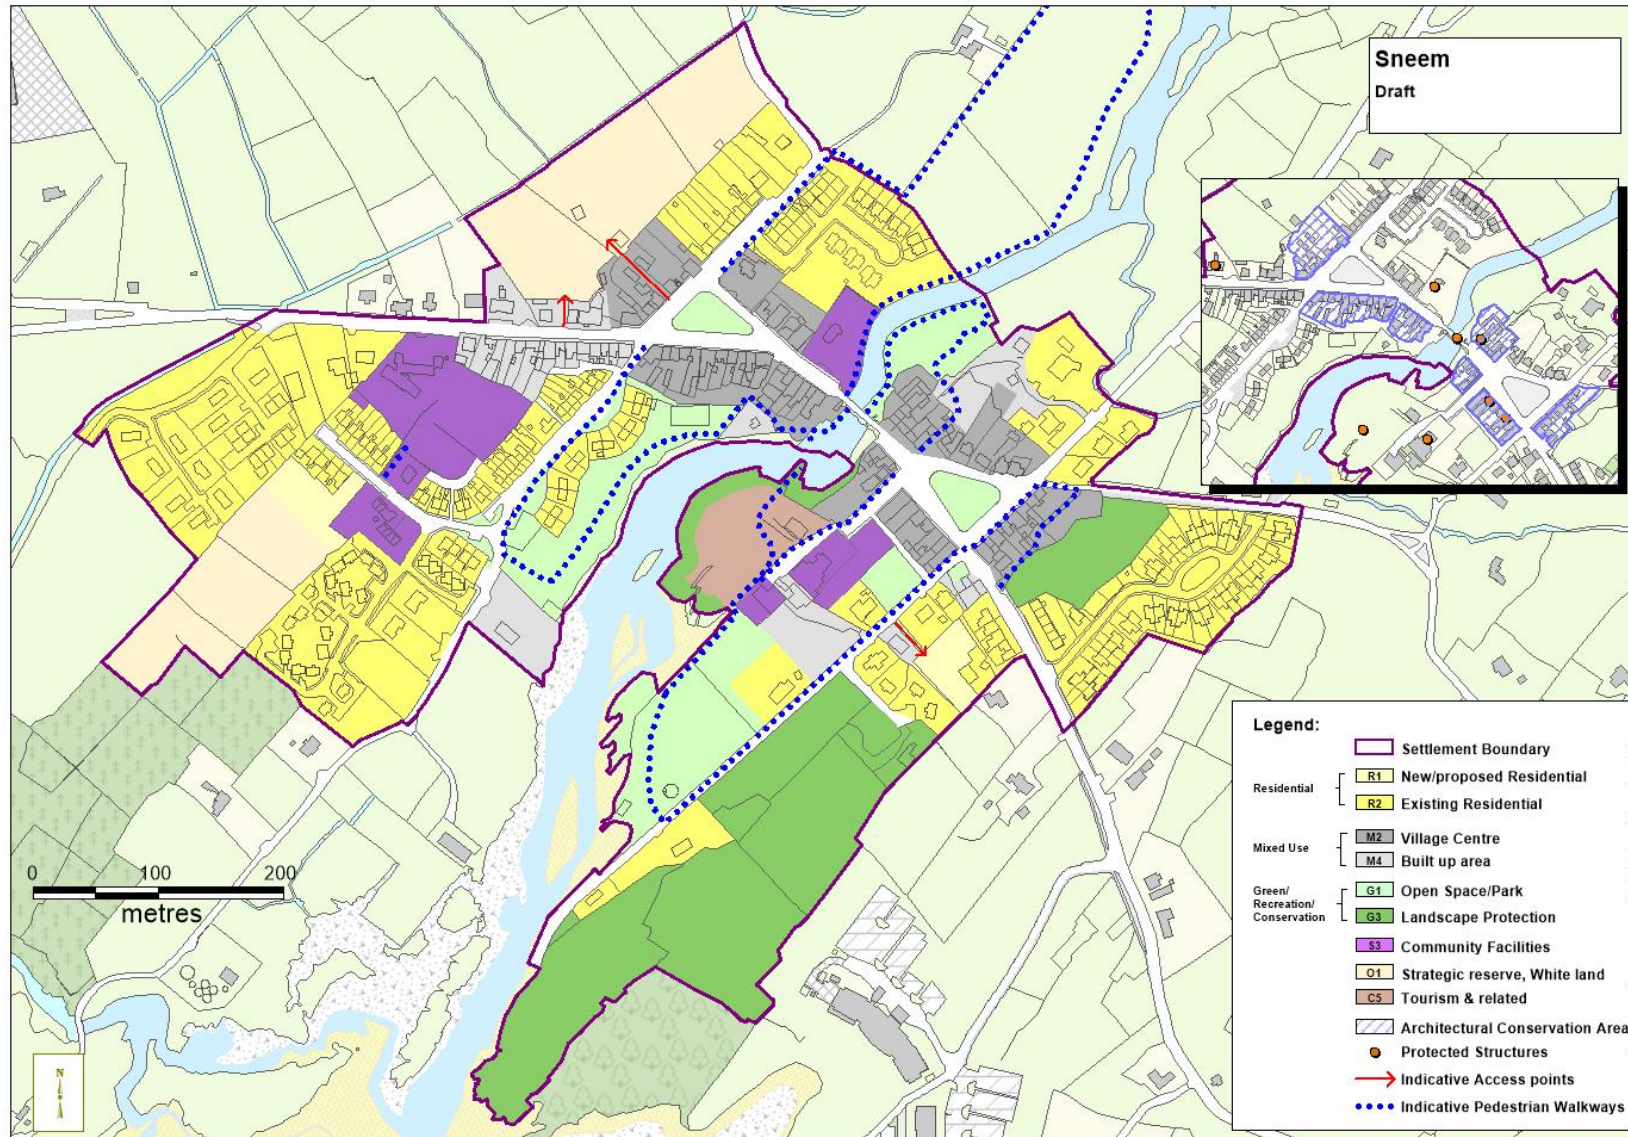 Sneem
Draft
Legend:
Settlement Boundary
Residential
R1 New/proposed Residential
R2 Existing Residential
Mixed Use
M2 Village Centre
M4 Built up area
Green/
Recreation/
Conservation
G1 Open Space/Park
G3 Landscape Protection
S3 Community Facilities
O1 Strategic reserve, White land
C5 Tourism & related
Architectural Conservation Area
Protected Structures
Indicative Access points
Indicative Pedestrian Walkways
0 100 200
metres
N